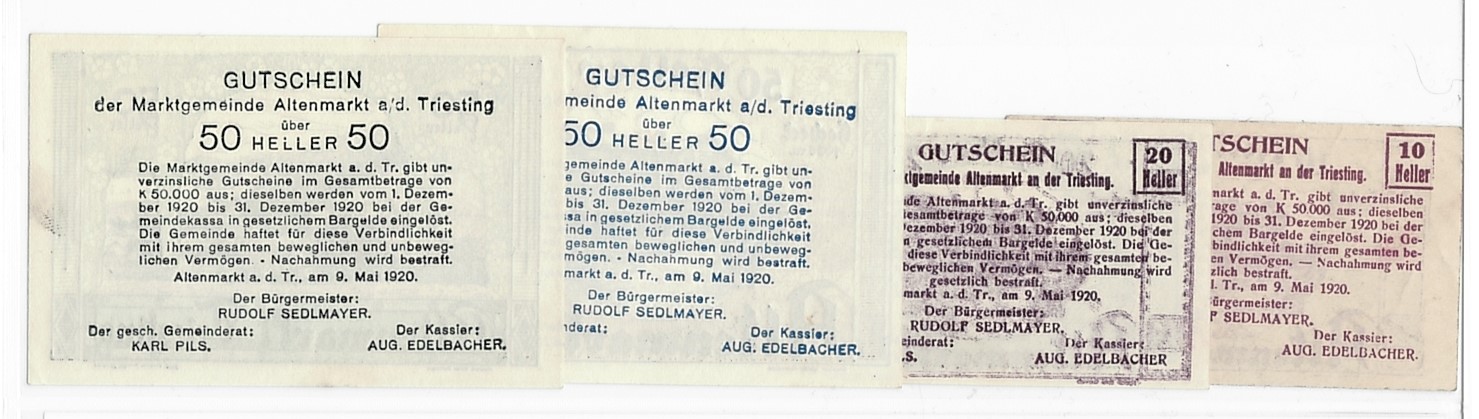 GUTSCHEIN
der Marktgemeinde Altenmarkt a/d. Triesting
über
50 HELLER 50
Die Marktgemeinde Altenmarkt a. d. Tr. gibt un-
verzinsliche Gutscheine im Gesamtbetrage von
K 50.000 aus; dieselben werden vom 1. Dezem-
ber 1920 bis 31. Dezember 1920 bei der Ge-
meindekassa in gesetzlichem Bargelde eingelöst.
Die Gemeinde haftet für diese Verbindlichkeit
mit ihrem gesamten beweglichen und unbeweg-
lichen Vermögen. - Nachahmung wird bestraft.
Altenmarkt a. d. Tr., am 9. Mai 1920.
Der Bürgermeister:
RUDOLF SEDLMAYER.
Der gesch. Gemeinderat: Der Kassier:
KARL PILS. AUG. EDELBACHER.
GUTSCHEIN
meinde Altenmarkt a/d. Triesting
über
50 HELLER 50
gemeinde Altenmarkt a. d. Tr. gibt un-
e Gutscheine im Gesamtbetrage von
aus; dieselben werden vom 1. Dezem-
bis 31. Dezember 1920 bei der Ge-
sa in gesetzlichem Bargelde eingelöst.
inde haftet für diese Verbindlichkeit
gesamten beweglichen und unbeweg-
mögen. - Nachahmung wird bestraft.
markt a. d. Tr., am 9. Mai 1920.
Der Bürgermeister:
RUDOLF SEDLMAYER.
nderat: Der Kassier:
AUG. EDELBACHER.
GUTSCHEIN 20
Heller
ktgemeinde Altenmarkt an der Triesting.
de Altenmarkt a. d. Tr. gibt unverzinsliche
esamtbetrage von K 50,000 aus; dieselben
ezember 1920 bis 31. Dezember 1920 bei der
n gesetzlichem Bargelde eingelöst. Die Ge-
diese Verbindlichkeit mit ihrem gesamten be-
beweglichen Vermögen. — Nachahmung wird
gesetzlich bestraft.
markt a. d. Tr., am 9. Mai 1920.
Der Bürgermeister:
RUDOLF SEDLMAYER.
einderat: Der Kassier:
S. AUG. EDELBACHER
TSCHEIN 10
Heller
Altenmarkt an der Triesting.
markt a. d. Tr. gibt unverzinsliche
age von K 50.000 aus; dieselben
1920 bis 31. Dezember 1920 bei der
chem Bargelde eingelöst. Die Ge-
bindlichkeit mit ihrem gesamten be-
en Vermögen. — Nachahmung wird
zlich bestraft.
l. Tr., am 9. Mai 1920.
ürgermeister:
F SEDLMAYER.
Der Kassier:
AUG. EDELBACHER.